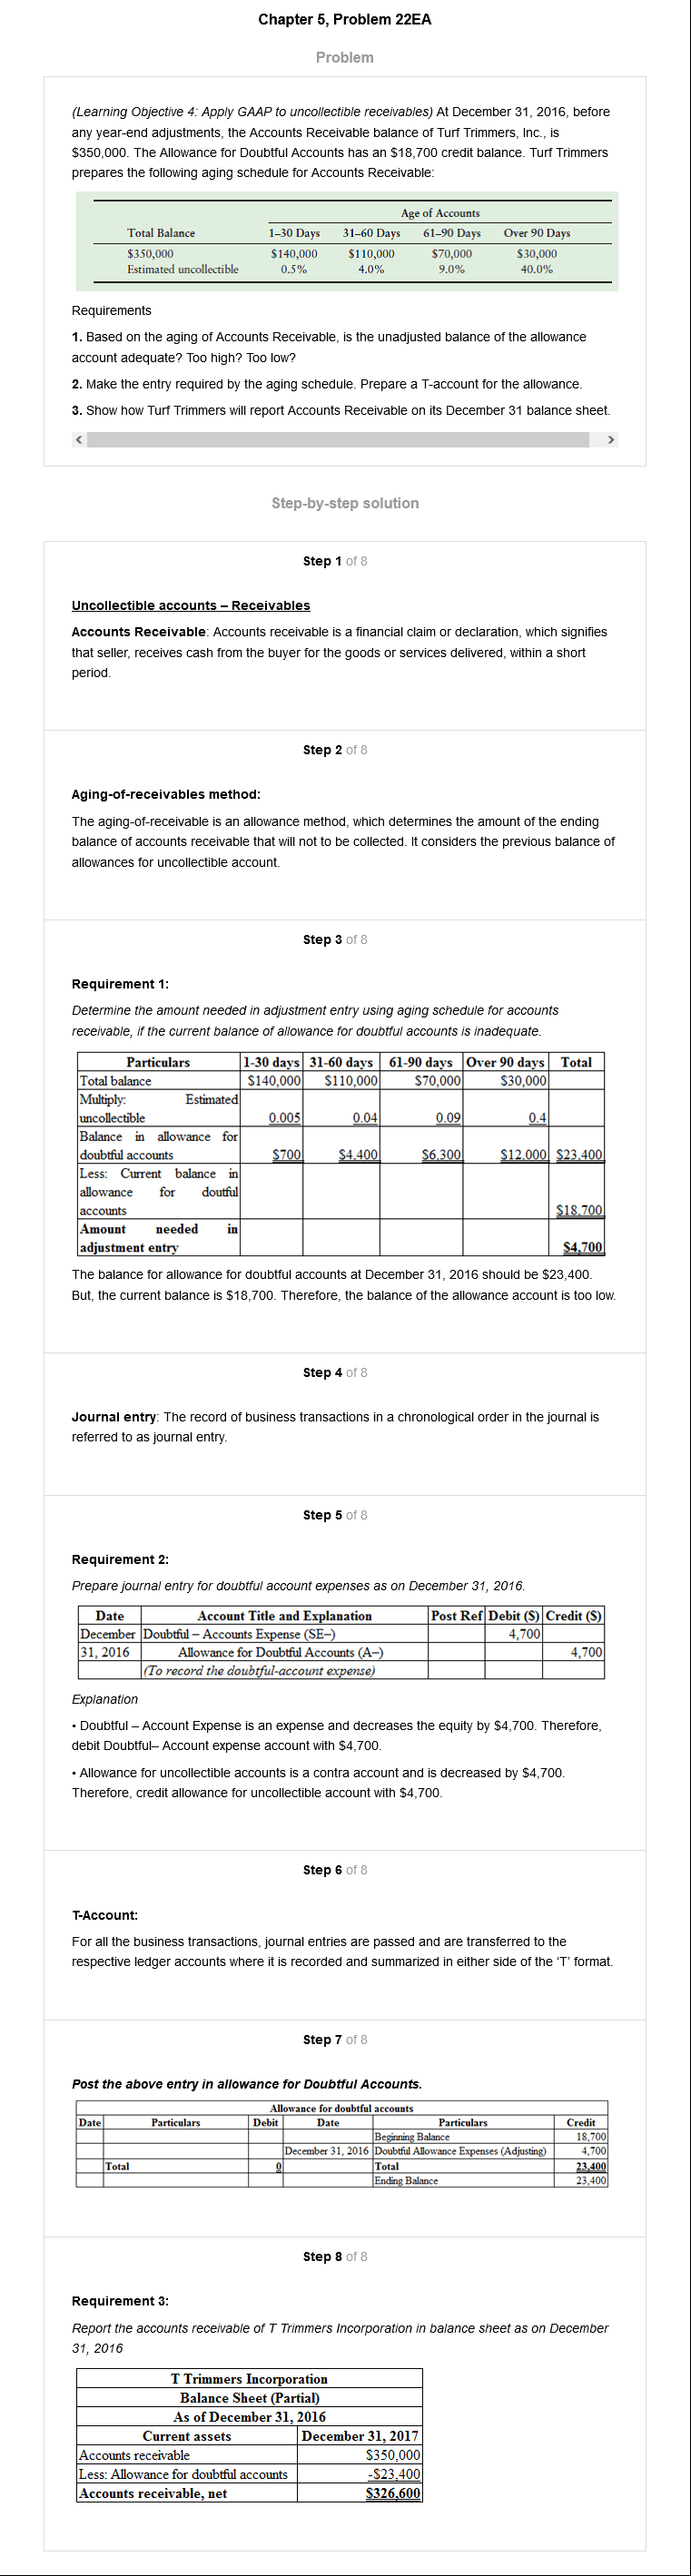 Chapter 5, Problem 22EA
Problem
(Learning Objective 4: Apply GAAP to uncollectible receivables) At December 31, 2016, before
any year-end adjustments, the Accounts Receivable balance of Turf Trimmers, Inc., is
$350,000. The Allowance for Doubtful Accounts has an $18,700 credit balance. Turf Trimmers
prepares the following aging schedule for Accounts Receivable:
Age of Accounts
Total Balance 1–30 Days 31–60 Days 61–90 Days Over 90 Days
$350,000 $140,000 $110,000 $70,000 $30,000
Estimated uncollectible 0.5% 4.0% 9.0% 40.0%
Requirements
1. Based on the aging of Accounts Receivable, is the unadjusted balance of the allowance
account adequate? Too high? Too low?
2. Make the entry required by the aging schedule. Prepare a T-account for the allowance.
3. Show how Turf Trimmers will report Accounts Receivable on its December 31 balance sheet.
Step-by-step solution
Step 1 of 8
Uncollectible accounts – Receivables
Accounts Receivable: Accounts receivable is a financial claim or declaration, which signifies
that seller, receives cash from the buyer for the goods or services delivered, within a short
period.
Step 2 of 8
Aging-of-receivables method:
The aging-of-receivable is an allowance method, which determines the amount of the ending
balance of accounts receivable that will not to be collected. It considers the previous balance of
allowances for uncollectible account.
Step 3 of 8
Requirement 1:
Determine the amount needed in adjustment entry using aging schedule for accounts
receivable, if the current balance of allowance for doubtful accounts is inadequate.
Particulars 1-30 days 31-60 days 61-90 days Over 90 days Total
Total balance $140,000 $110,000 $70,000 $30,000
Multiply: Estimated
uncollectible 0.005 0.04 0.09 0.4
Balance in allowance for
doubtful accounts $700 $4,400 $6,300 $12,000 $23,400
Less: Current balance in
allowance for doutful
accounts $18,700
Amount needed in
adjustment entry $4,700
The balance for allowance for doubtful accounts at December 31, 2016 should be $23,400.
But, the current balance is $18,700. Therefore, the balance of the allowance account is too low.
Step 4 of 8
Journal entry: The record of business transactions in a chronological order in the journal is
referred to as journal entry.
Step 5 of 8
Requirement 2:
Prepare journal entry for doubtful account expenses as on December 31, 2016.
Date Account Title and Explanation Post Ref Debit ($) Credit ($)
December Doubtful – Accounts Expense (SE–) 4,700
31, 2016 Allowance for Doubtful Accounts (A–) 4,700
(To record the doubtful-account expense)
Explanation
• Doubtful – Account Expense is an expense and decreases the equity by $4,700. Therefore,
debit Doubtful– Account expense account with $4,700.
• Allowance for uncollectible accounts is a contra account and is decreased by $4,700.
Therefore, credit allowance for uncollectible account with $4,700.
Step 6 of 8
T-Account:
For all the business transactions, journal entries are passed and are transferred to the
respective ledger accounts where it is recorded and summarized in either side of the ‘T’ format.
Step 7 of 8
Post the above entry in allowance for Doubtful Accounts.
Allowance for doubtful accounts
Date Particulars Debit Date Particulars Credit
Beginning Balance 18,700
December 31, 2016 Doubtful Allowance Expenses (Adjusting) 4,700
Total 0 Total 23,400
Ending Balance 23,400
Step 8 of 8
Requirement 3:
Report the accounts receivable of T Trimmers Incorporation in balance sheet as on December
31, 2016
T Trimmers Incorporation
Balance Sheet (Partial)
As of December 31, 2016
Current assets December 31, 2017
Accounts receivable $350,000
Less: Allowance for doubtful accounts -$23,400
Accounts receivable, net $326,600